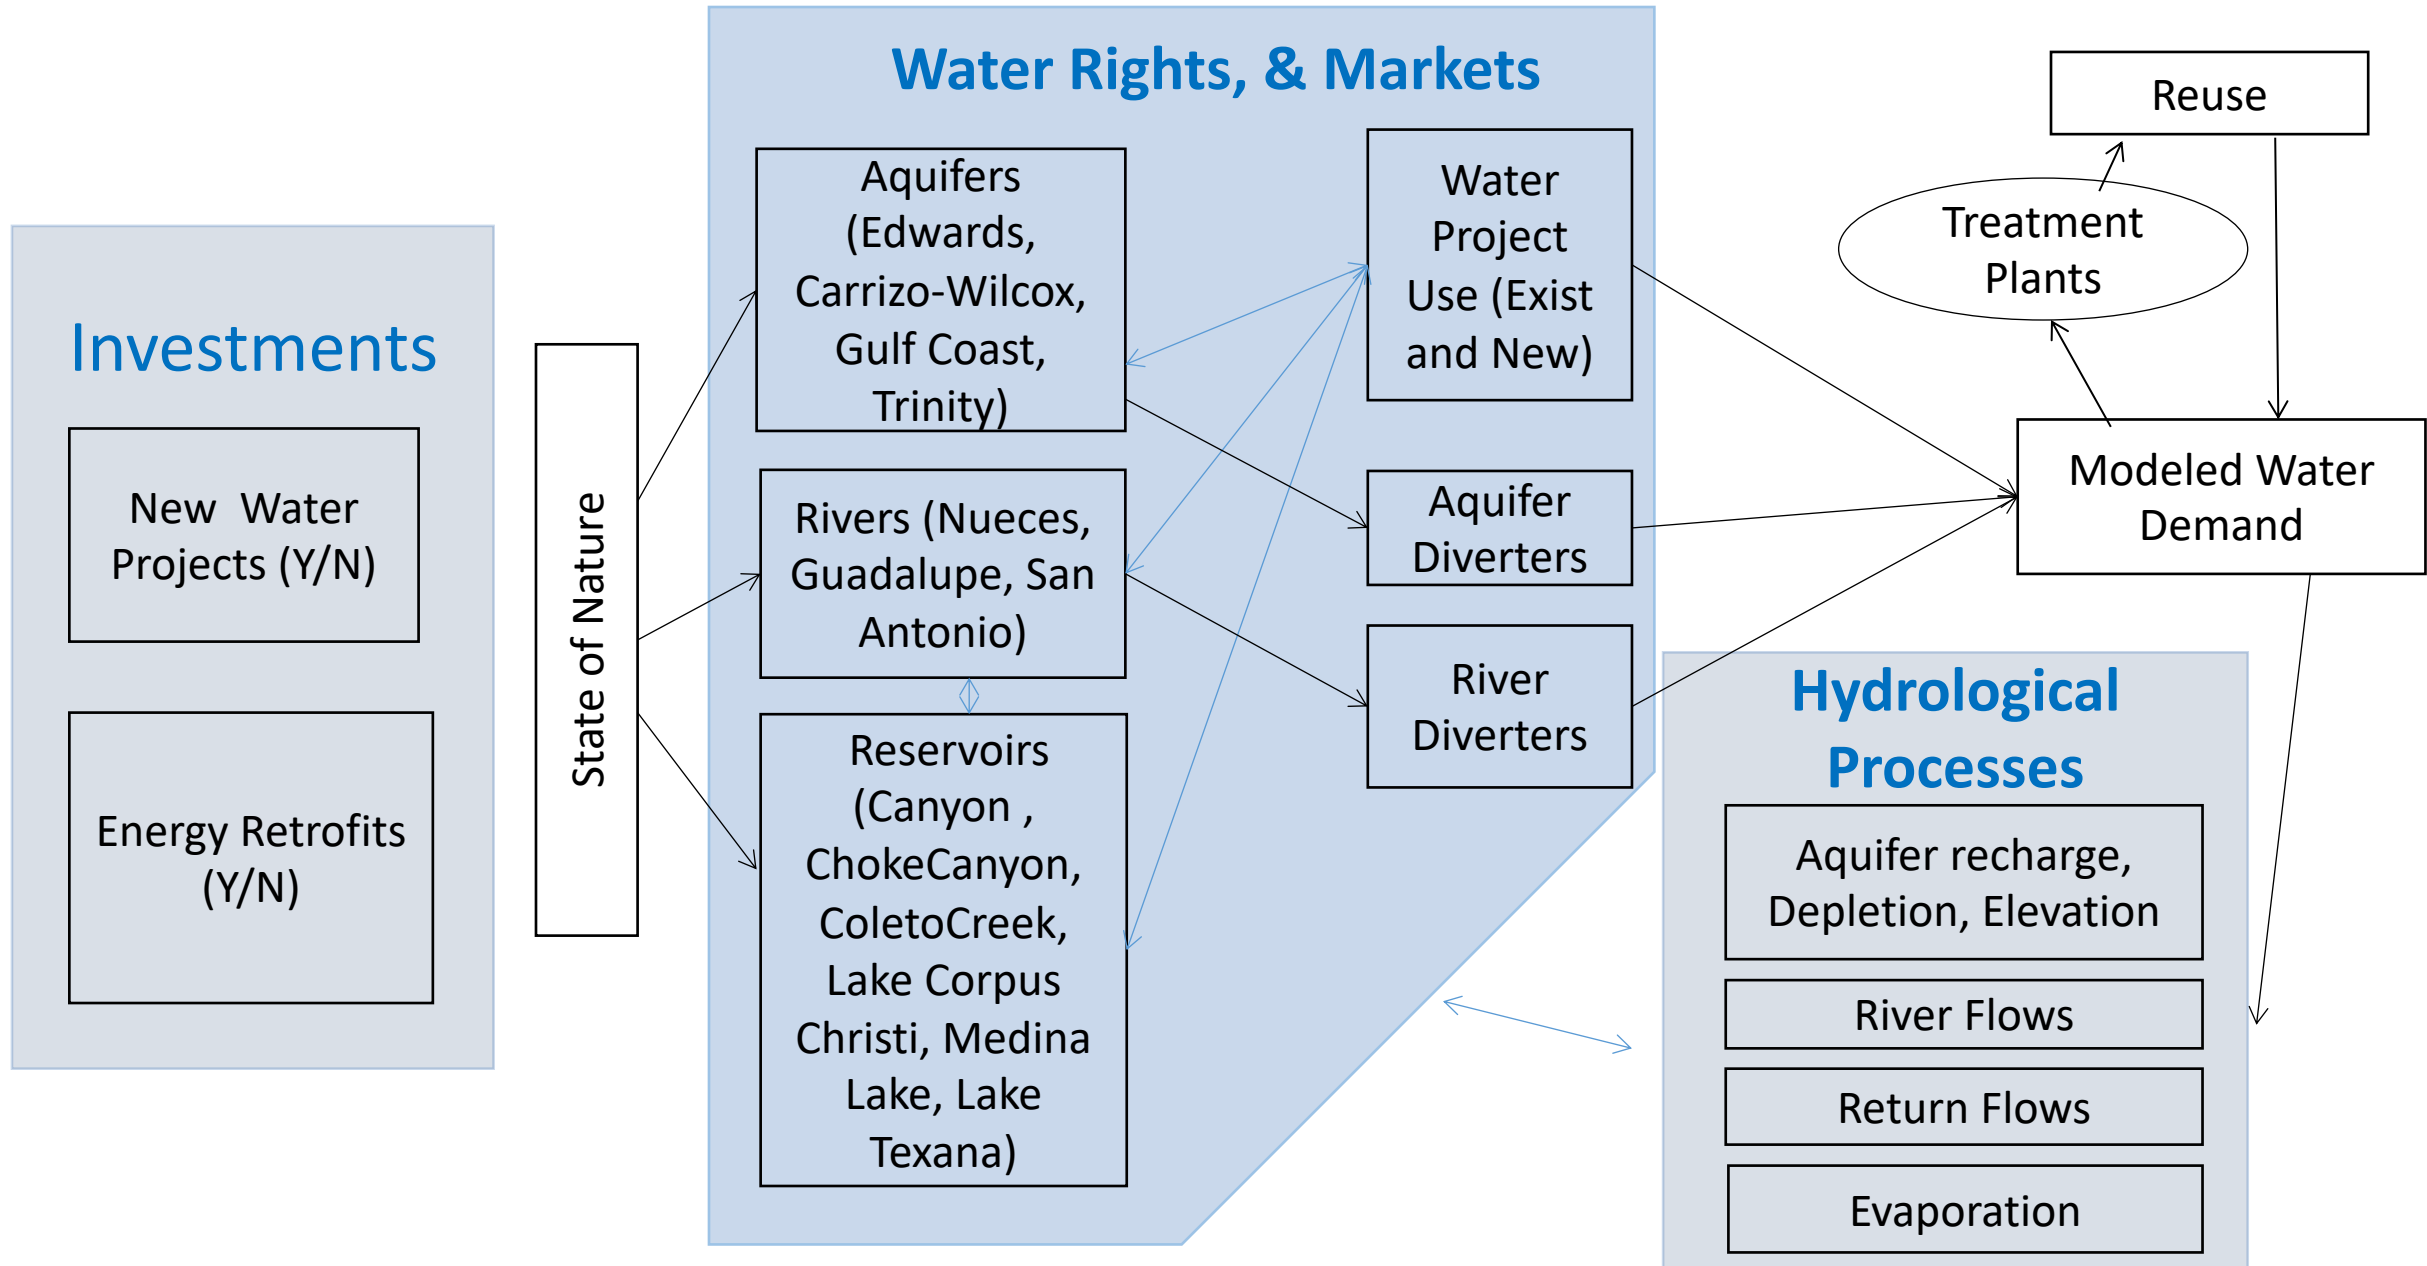 Investments
New  Water
Projects (Y/N)
Energy Retrofits
(Y/N)
State of Nature
Water Rights, & Markets
Aquifers
(Edwards,
Carrizo-Wilcox,
Gulf Coast,
Trinity)
Rivers (Nueces,
Guadalupe, San
Antonio)
Reservoirs
(Canyon ,
ChokeCanyon,
ColetoCreek,
Lake Corpus
Christi, Medina
Lake, Lake
Texana)
Water
Project
Use (Exist
and New)
Aquifer
Diverters
River
Diverters
Reuse
Treatment
Plants
Modeled Water
Demand
Hydrological
Processes
Aquifer recharge,
Depletion, Elevation
River Flows
Return Flows
Evaporation